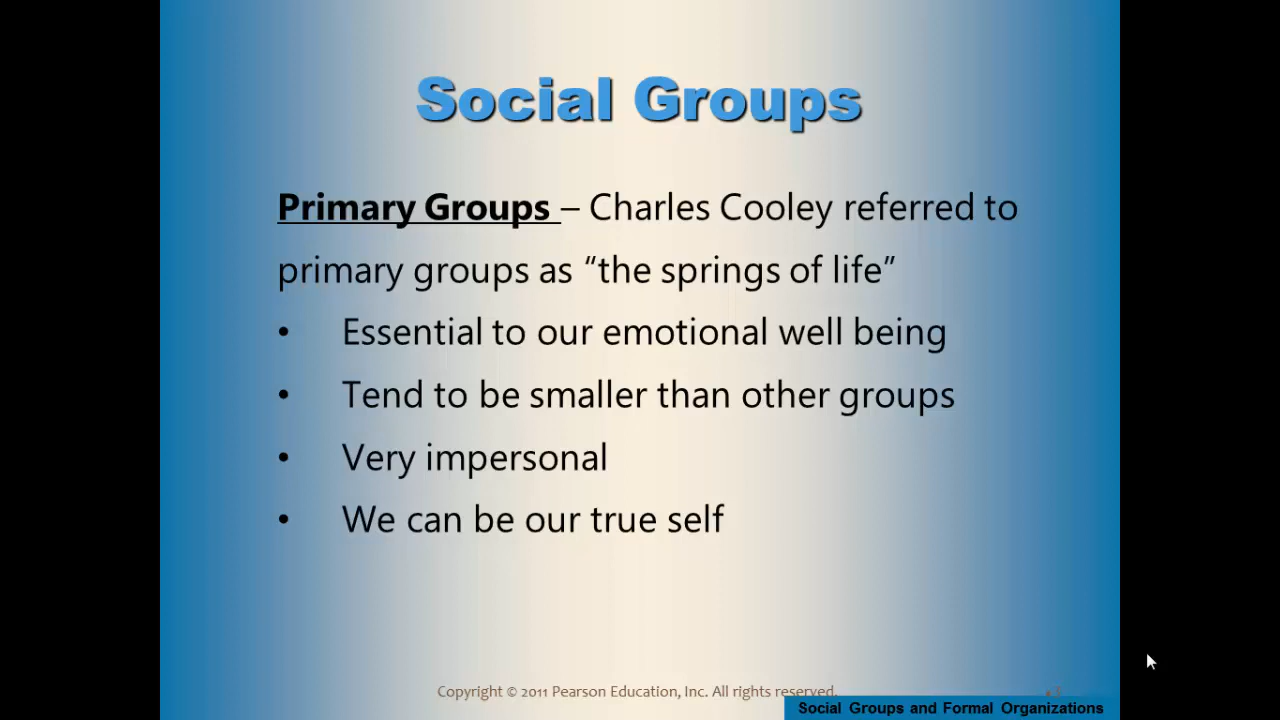 Social Groups
Primary Groups – Charles Cooley referred to
primary groups as “the springs of life”
• Essential to our emotional well being
• Tend to be smaller than other groups
• Very impersonal
• We can be our true self
Copyright © 2011 Pearson Education, Inc. All rights reserved.
Social Groups and Formal Organizations